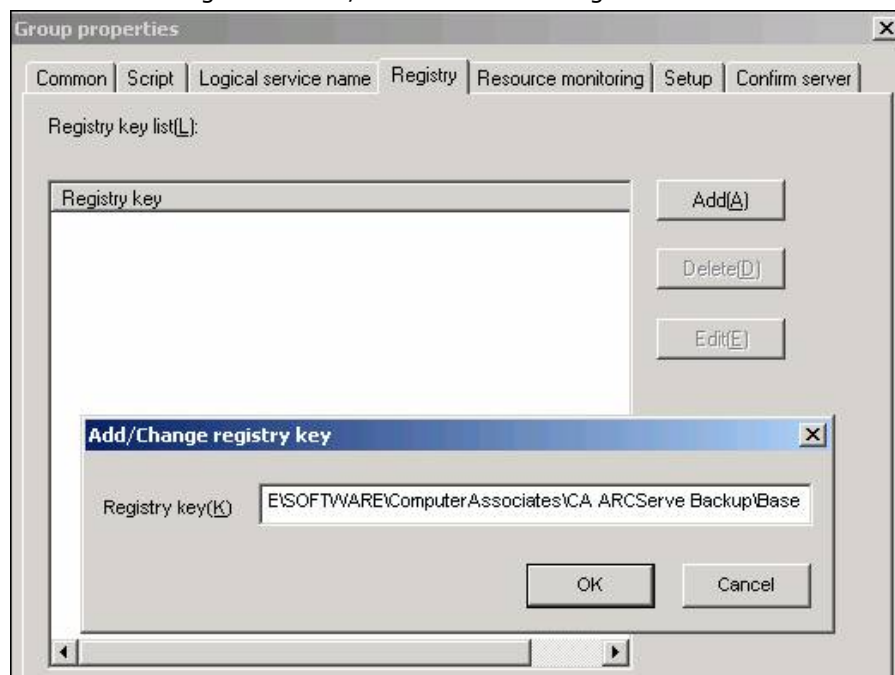 Group properties
Common Script Logical service name Registry Resource monitoring Setup Confirm server
Registry key list(L):
Registry key
Add(A)
Delete(D)
Edit(E)
Add/Change registry key
Registry key(K) E\SOFTWARE\ComputerAssociates\CA ARCServe Backup\Base
OK Cancel